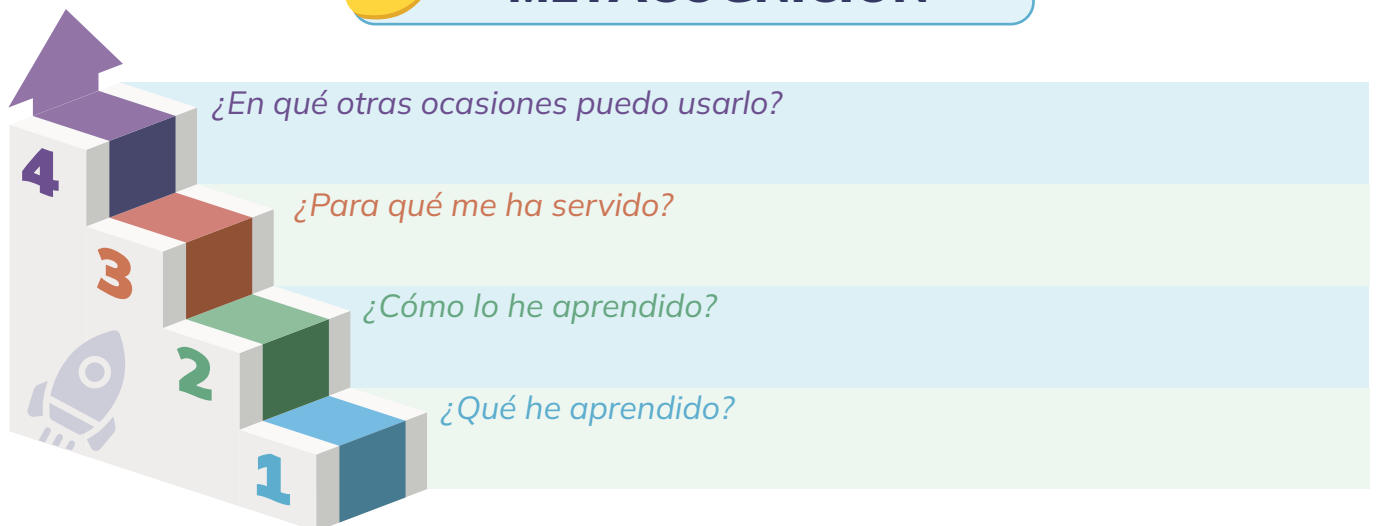 METACOGNICIÓN
¿En qué otras ocasiones puedo usarlo?
4
¿Para qué me ha servido?
3
¿Cómo lo he aprendido?
2
¿Qué he aprendido?
1